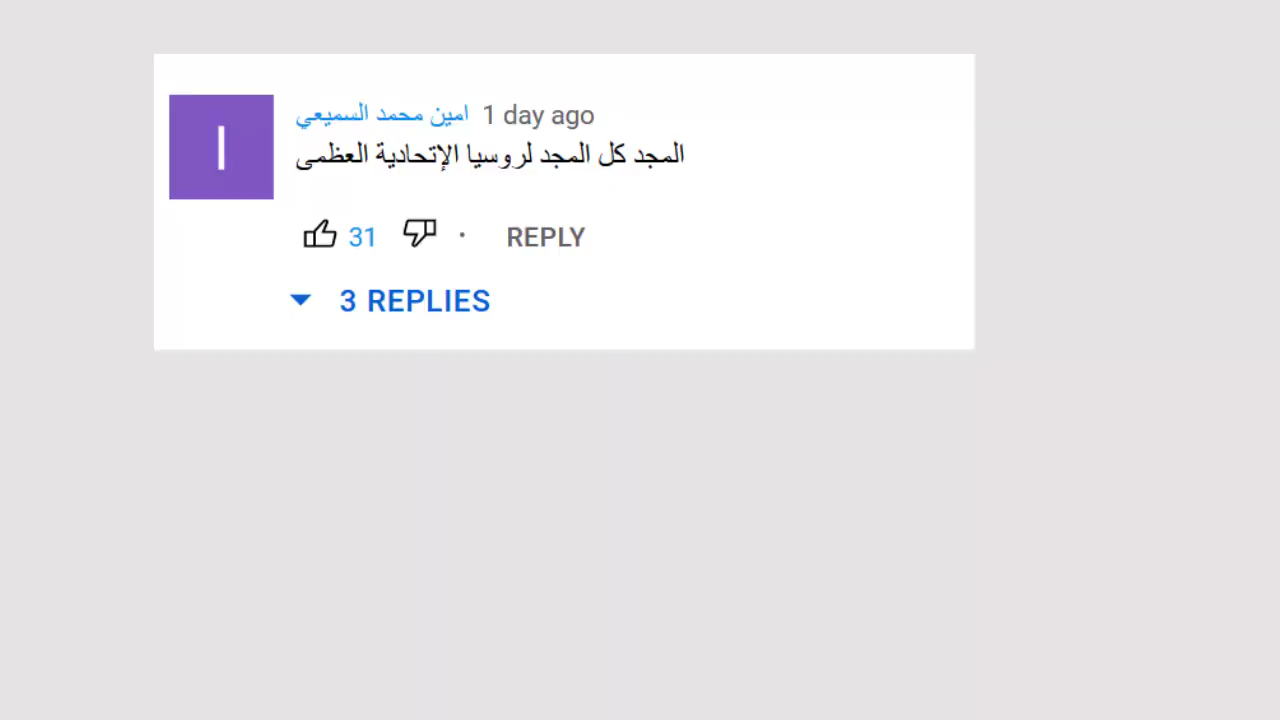 ا
امين محمد السميعي 1 day ago
المجد كل المجد لروسيا الإتحادية العظمى
31 · REPLY
3 REPLIES